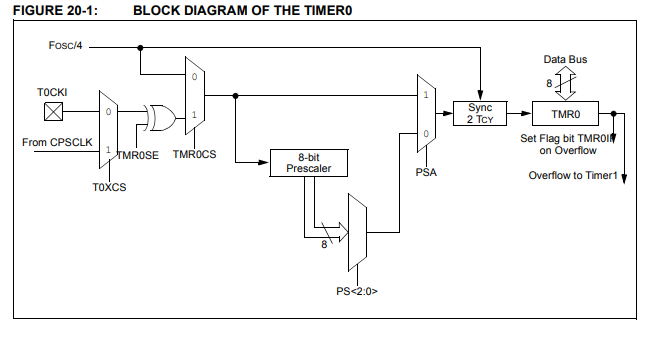 FIGURE 20-1: BLOCK DIAGRAM OF THE TIMER0
FOSC/4
Data Bus
T0CKI
0
1
8
From CPSCLK
0
1
TMR0SE
TMR0CS
T0XCS
1
0
PSA
Sync
2 TCY
TMR0
Set Flag bit TMR0IF
on Overflow
Overflow to Timer1
8-bit
Prescaler
8
PS<2:0>